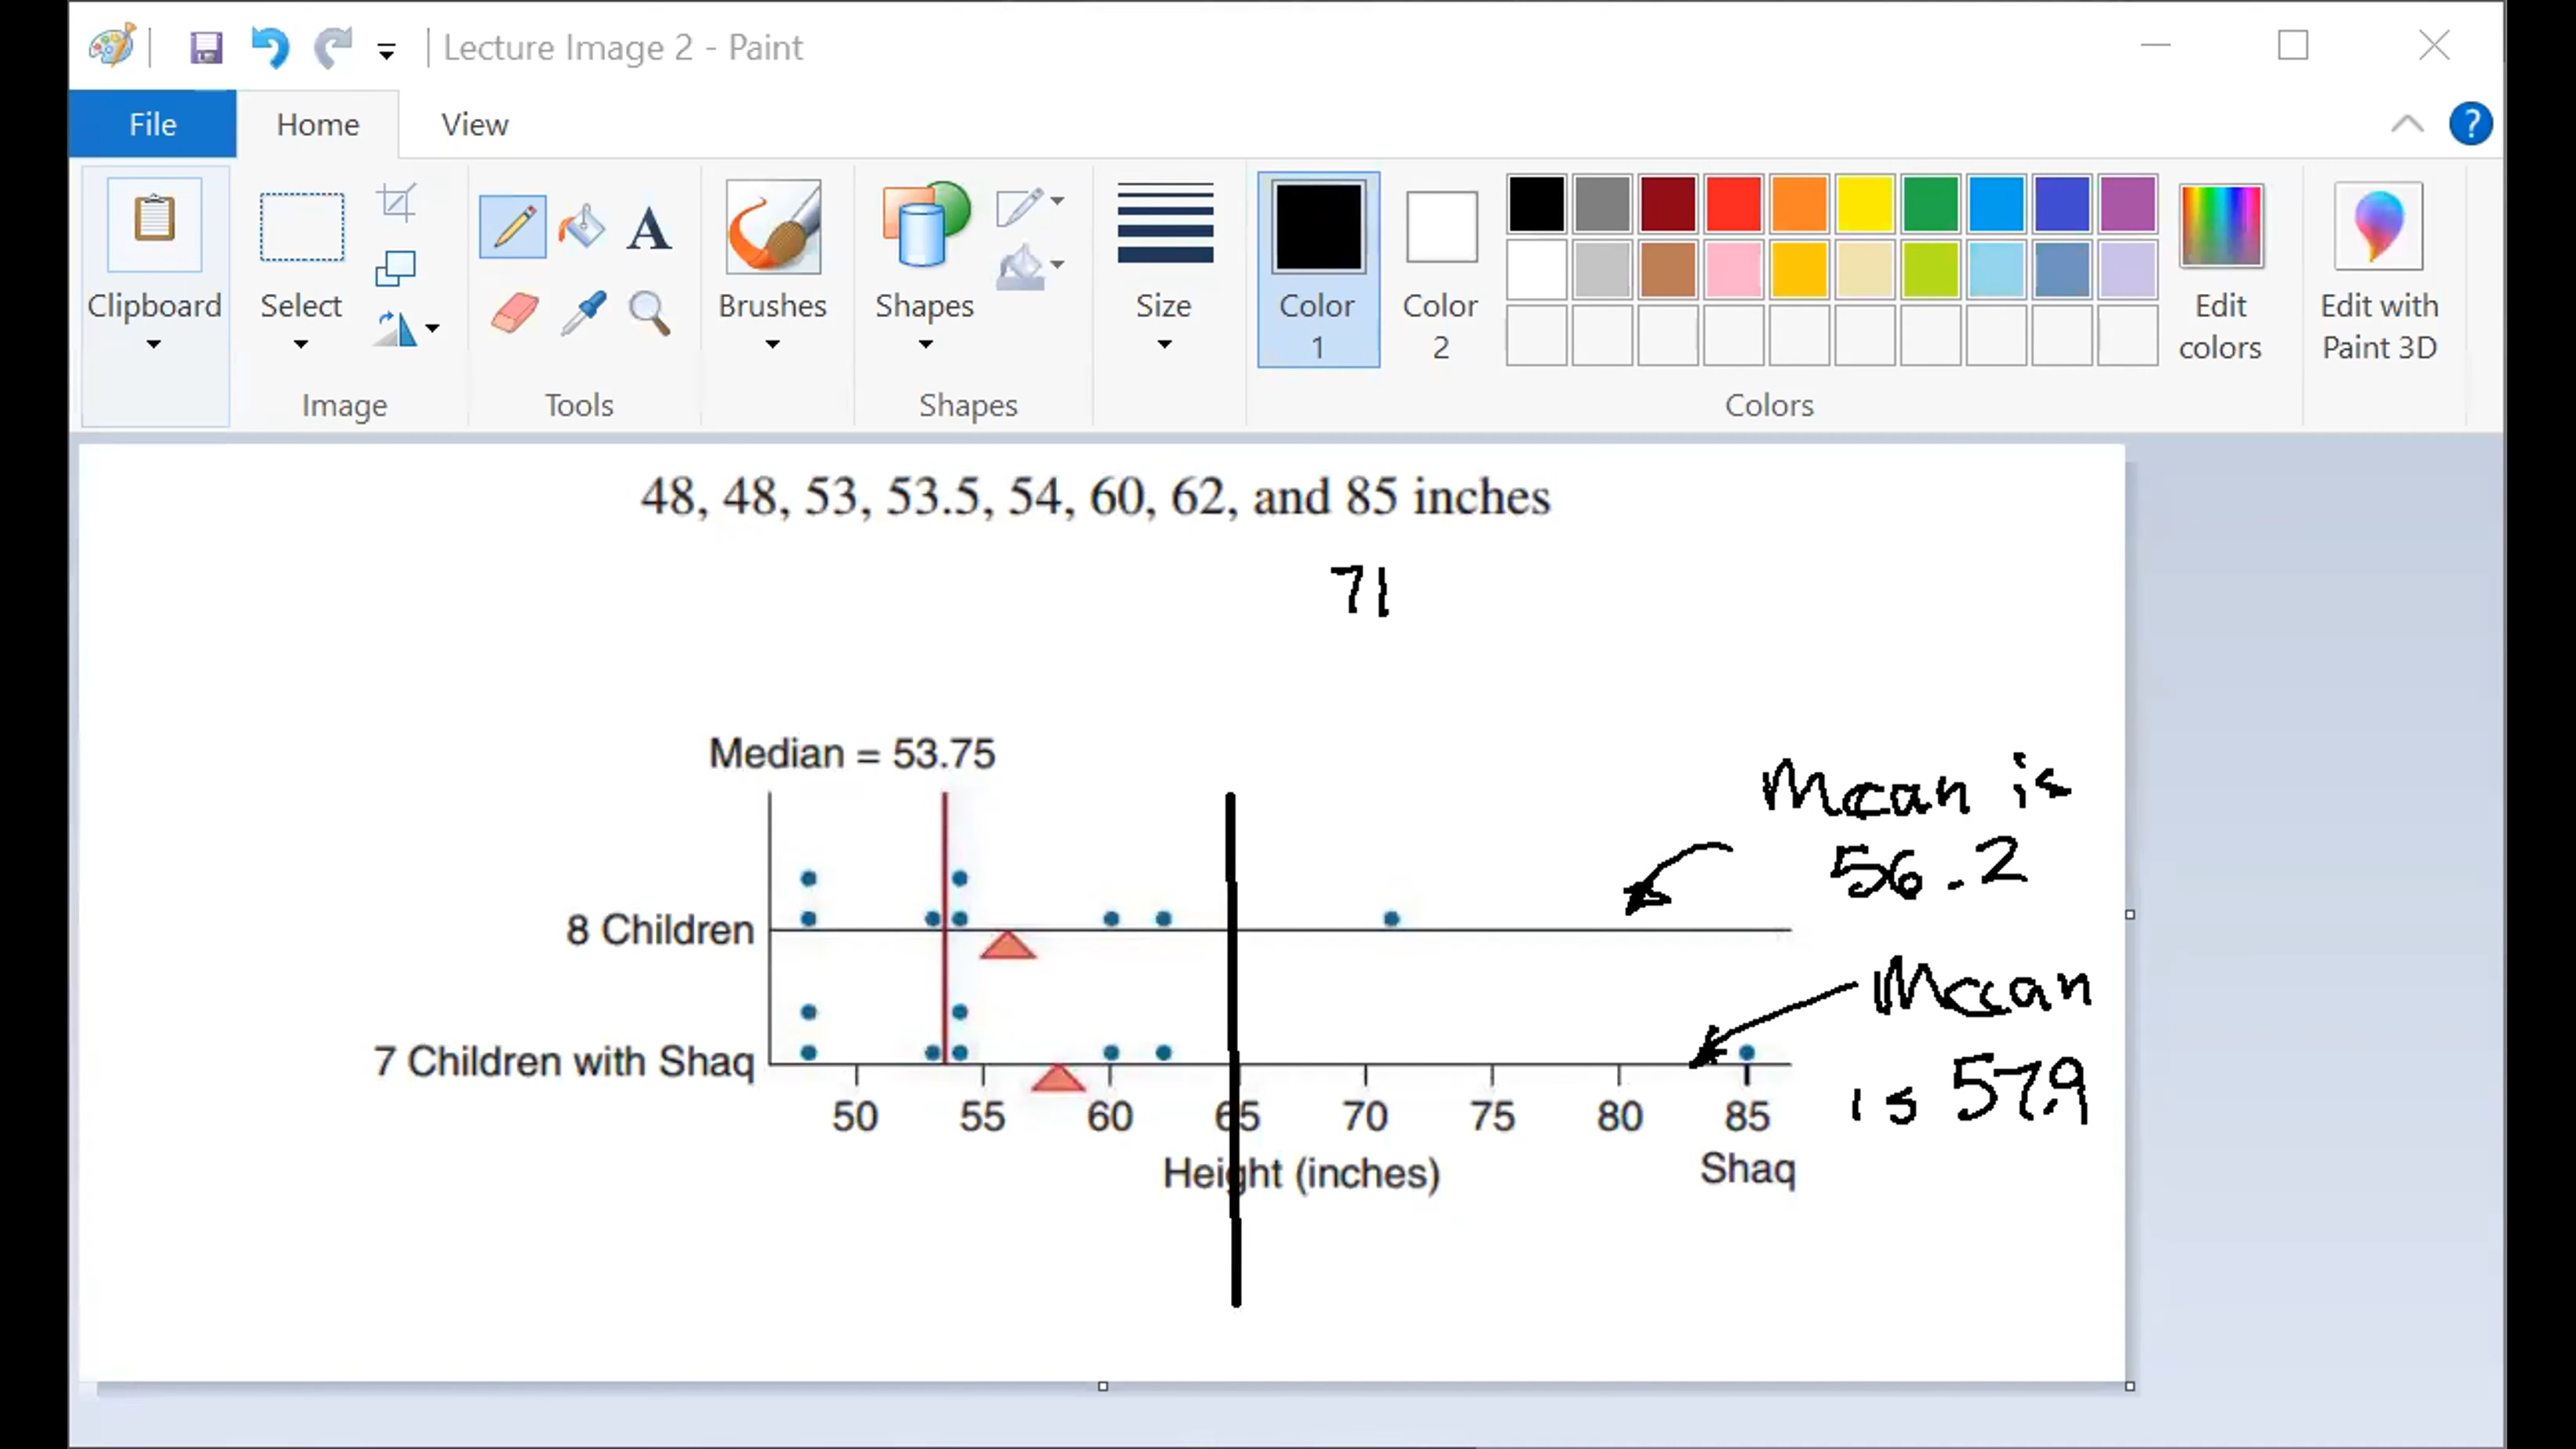 Lecture Image 2 - Paint
File Home View
?
Clipboard Select Brushes Shapes Size Color 1 Color 2 Edit colors Edit with Paint 3D
A
Image Tools Shapes Colors
48, 48, 53, 53.5, 54, 60, 62, and 85 inches
71
Median = 53.75
Mean is
56.2
8 Children
Mean
is 57.9
7 Children with Shaq
50 55 60 65 70 75 80 85
Height (inches) Shaq